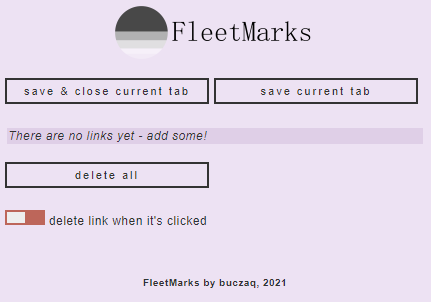 FleetMarks
save & close current tab
save current tab
There are no links yet - add some!
delete all
delete link when it's clicked
FleetMarks by buczaq, 2021